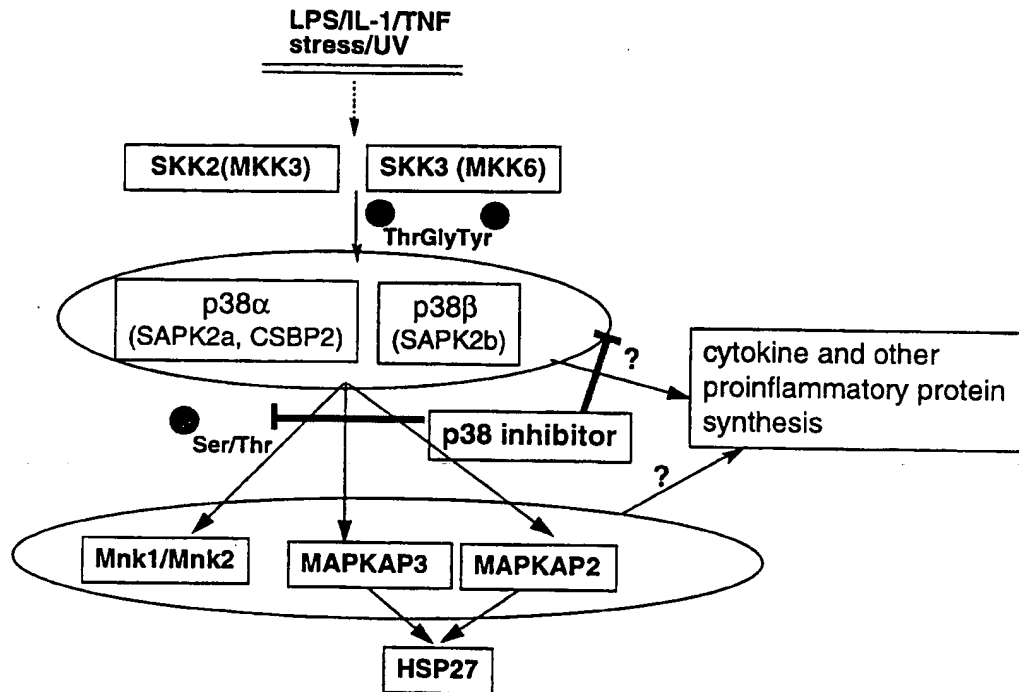 LPS/IL-1/TNF
stress/UV
SKK2(MKK3)
SKK3 (MKK6)
ThrGlyTyr
p38α
(SAPK2a, CSBP2)
p38β
(SAPK2b)
?
cytokine and other
proinflammatory protein
synthesis
Ser/Thr
p38 inhibitor
?
Mnk1/Mnk2
MAPKAP3
MAPKAP2
HSP27